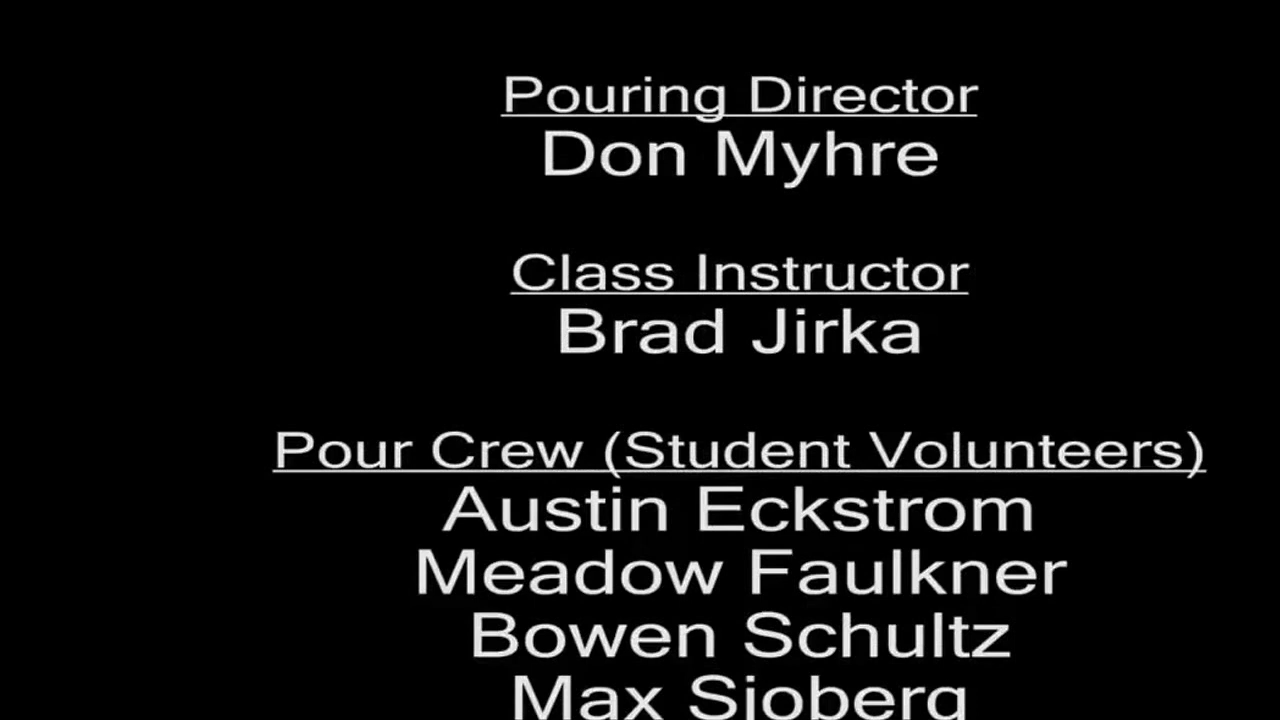 Pouring Director
Don Myhre
Class Instructor
Brad Jirka
Pour Crew (Student Volunteers)
Austin Eckstrom
Meadow Faulkner
Bowen Schultz
Max Sjoberg